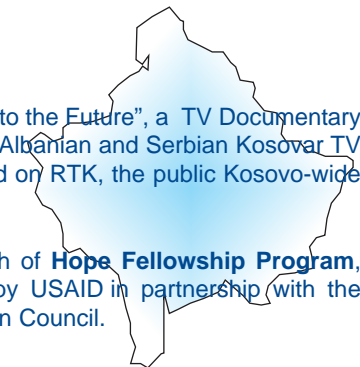 to the Future”, a TV Documentary
Albanian and Serbian Kosovar TV
d on RTK, the public Kosovo-wide
h of Hope Fellowship Program,
by USAID in partnership with the
n Council.